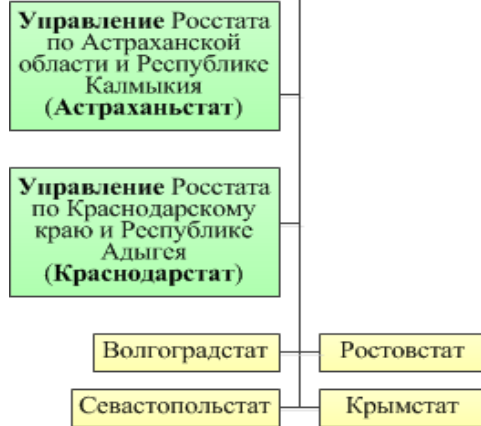 Управление Росстата
по Астраханской
области и Республике
Калмыкия
(Астраханьстат)
Управление Росстата
по Краснодарскому
краю и Республике
Адыгея
(Краснодарстат)
Волгоградстат
Ростовстат
Севастопольстат
Крымстат